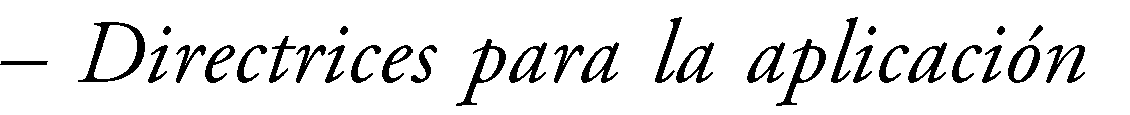 – Directrices para la aplicación